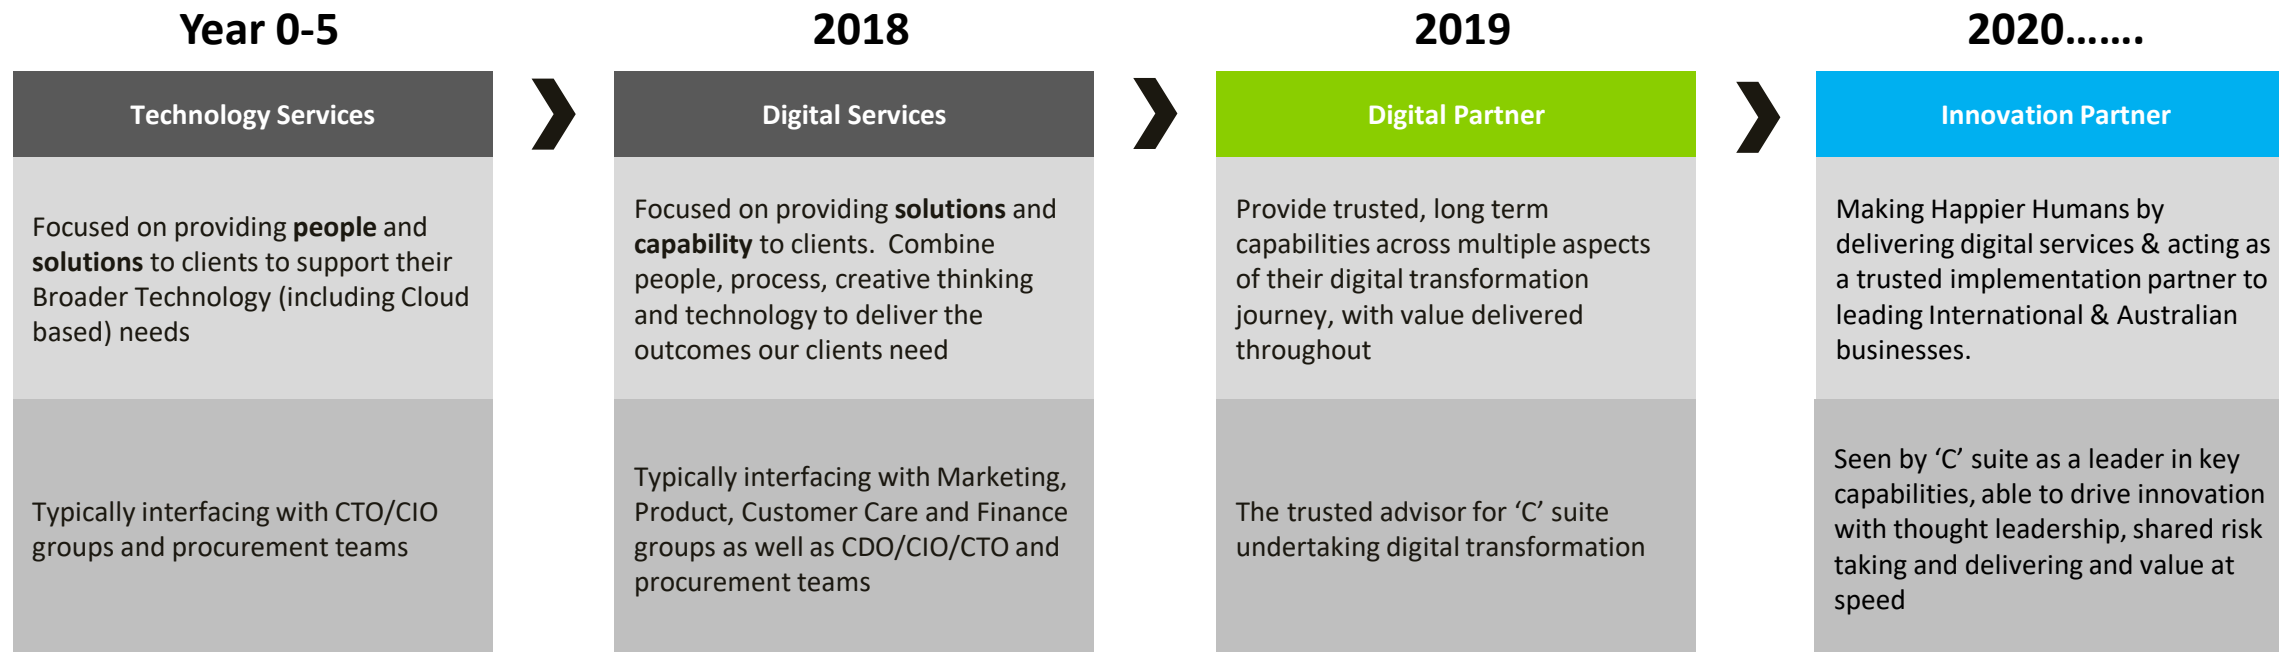 Year 0-5
Technology Services
Focused on providing people and
solutions to clients to support their
Broader Technology (including Cloud
based) needs
Typically interfacing with CTO/CIO
groups and procurement teams
2018
Digital Services
Focused on providing solutions and
capability to clients.  Combine
people, process, creative thinking
and technology to deliver the
outcomes our clients need
Typically interfacing with Marketing,
Product, Customer Care and Finance
groups as well as CDO/CIO/CTO and
procurement teams
2019
Digital Partner
Provide trusted, long term
capabilities across multiple aspects
of their digital transformation
journey, with value delivered
throughout
The trusted advisor for ‘C’ suite
undertaking digital transformation
2020…....
Innovation Partner
Making Happier Humans by
delivering digital services & acting as
a trusted implementation partner to
leading International & Australian
businesses.
Seen by ‘C’ suite as a leader in key
capabilities, able to drive innovation
with thought leadership, shared risk
taking and delivering and value at
speed